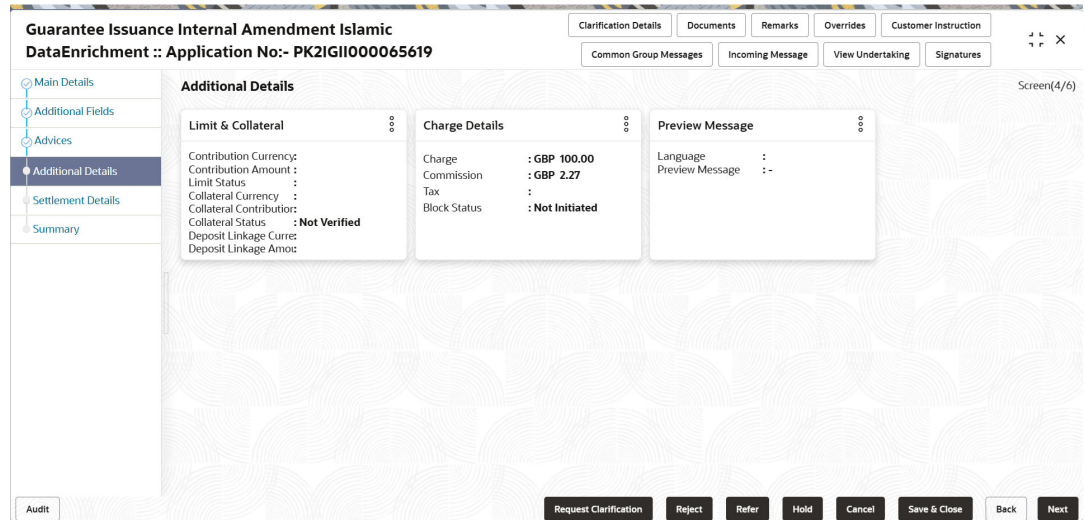 Guarantee Issuance Internal Amendment Islamic
DataEnrichment :: Application No:- PK2IGII000065619
Clarification Details
Documents
Remarks
Overrides
Customer Instruction
Common Group Messages
Incoming Message
View Undertaking
Signatures
Main Details
Additional Fields
Advices
Additional Details
Settlement Details
Summary
Additional Details
Screen(4/6)
Limit & Collateral
Contribution Currency:
Contribution Amount :
Limit Status :
Collateral Currency :
Collateral Contribution:
Collateral Status : Not Verified
Deposit Linkage Curre:
Deposit Linkage Amou:
Charge Details
Charge : GBP 100.00
Commission : GBP 2.27
Tax :
Block Status : Not Initiated
Preview Message
Language :
Preview Message : -
Audit
Request Clarification
Reject
Refer
Hold
Cancel
Save & Close
Back
Next